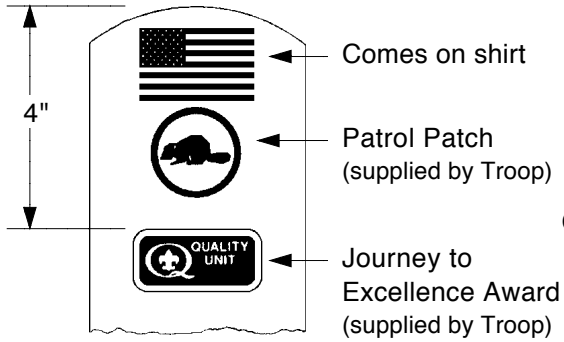 4"
Comes on shirt
Patrol Patch
(supplied by Troop)
QUALITY
UNIT
Journey to
Excellence Award
(supplied by Troop)